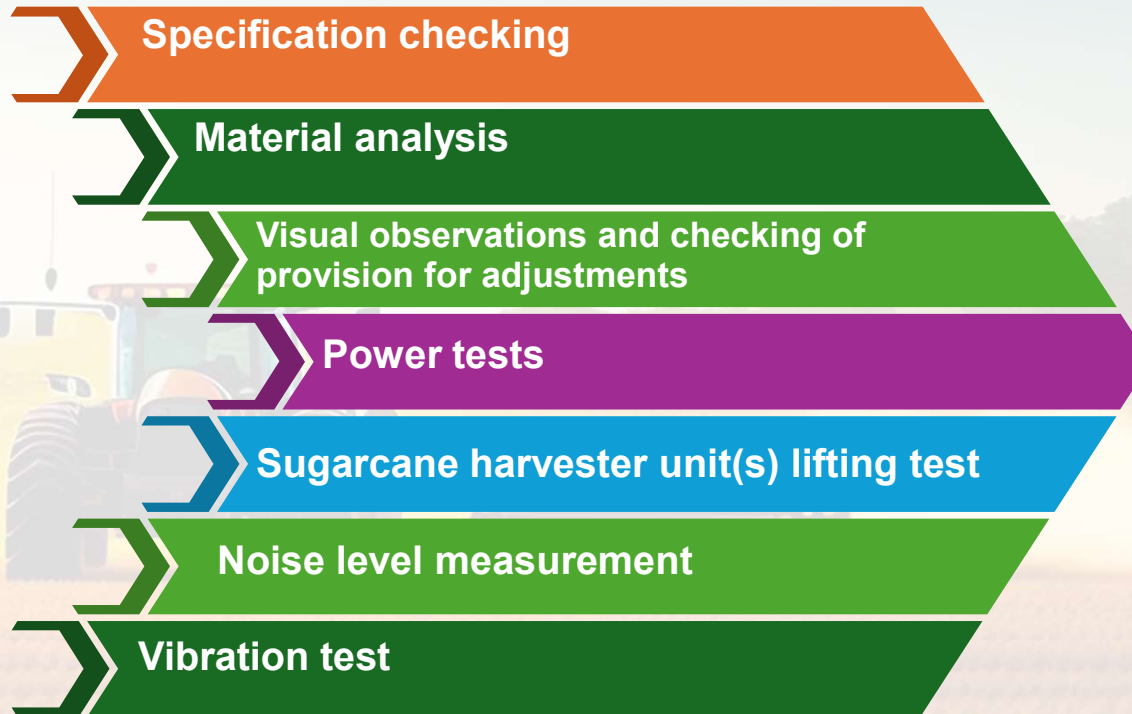 Specification checking
Material analysis
Visual observations and checking of
provision for adjustments
Power tests
Sugarcane harvester unit(s) lifting test
Noise level measurement
Vibration test